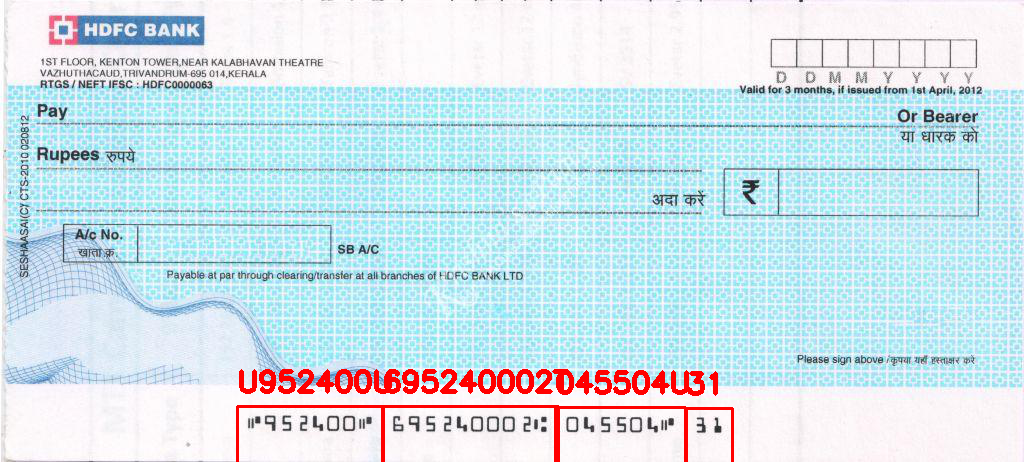 HDFC BANK
1ST FLOOR, KENTON TOWER,NEAR KALABHAVAN THEATRE
VAZHUTHACAUD,TRIVANDRUM-695 014,KERALA
RTGS / NEFT IFSC : HDFC0000063
D D M M Y Y Y Y
Valid for 3 months, if issued from 1st April, 2012
Pay
Or Bearer
या धारक को
Rupees रुपये
अदा करें
₹
A/c No.
खाता क्र.
SB A/C
Payable at par through clearing/transfer at all branches of HDFC BANK LTD
SESHAASAI(C) CTS-2010 020812
Please sign above / कृपया यहाँ हस्ताक्षर करें
U952400U695240002T045504U31
⑈952400⑈ 695240002⑆ 045504⑈ 31